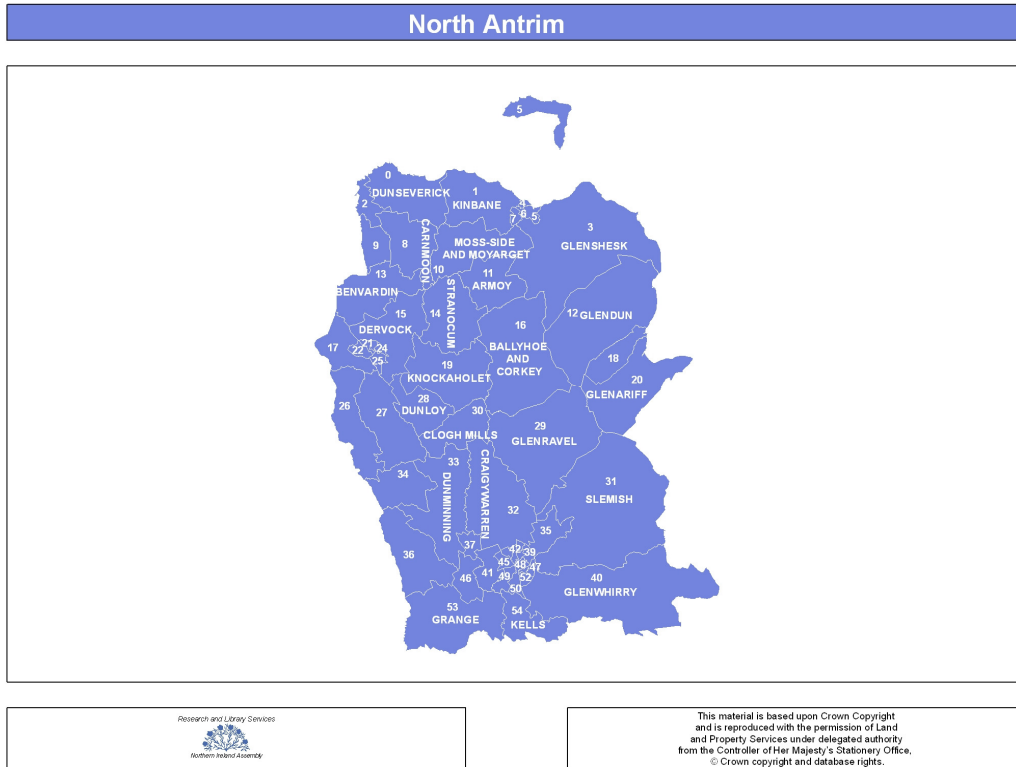 North Antrim
5
0
DUNSEVERICK
2
1
KINBANE
4
6
7
5
3
GLENSHESK
CARNMOON
8
9
MOSS-SIDE
AND MOYARGET
10
11
ARMOY
13
BENVARDIN
STRANOCUM
14
15
DERVOCK
12 GLENDUN
16
BALLYHOE
AND
CORKEY
17
21
22
24
25
18
19
KNOCKAHOLET
20
GLENARIFF
26
27
28
DUNLOY
30
CLOGH MILLS
29
GLENRAVEL
33
DUNMINNING
CRAIGYWARREN
34
31
SLEMISH
32
35
36
37
42
39
45
48
47
41
49
52
46
50
40
GLENWHIRRY
53
GRANGE
54
KELLS
Research and Library Services
Northern Ireland Assembly
This material is based upon Crown Copyright
and is reproduced with the permission of Land
and Property Services under delegated authority
from the Controller of Her Majesty's Stationery Office,
© Crown copyright and database rights.